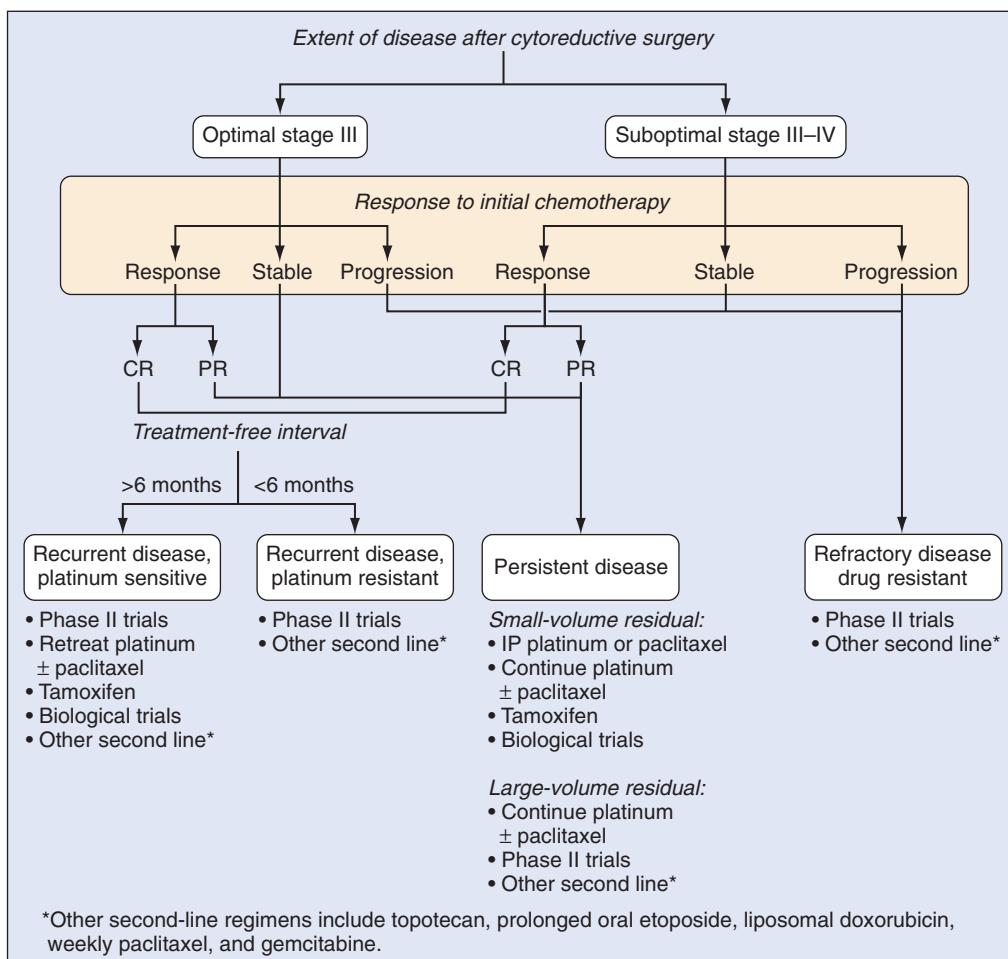 Extent of disease after cytoreductive surgery
Optimal stage III
Suboptimal stage III–IV
Response to initial chemotherapy
Response Stable Progression Response Stable Progression
CR PR CR PR
Treatment-free interval
>6 months <6 months
Recurrent disease,
platinum sensitive
• Phase II trials
• Retreat platinum
± paclitaxel
• Tamoxifen
• Biological trials
• Other second line*
Recurrent disease,
platinum resistant
• Phase II trials
• Other second line*
Persistent disease
Small-volume residual:
• IP platinum or paclitaxel
• Continue platinum
± paclitaxel
• Tamoxifen
• Biological trials
Large-volume residual:
• Continue platinum
± paclitaxel
• Phase II trials
• Other second line*
Refractory disease
drug resistant
• Phase II trials
• Other second line*
*Other second-line regimens include topotecan, prolonged oral etoposide, liposomal doxorubicin,
weekly paclitaxel, and gemcitabine.